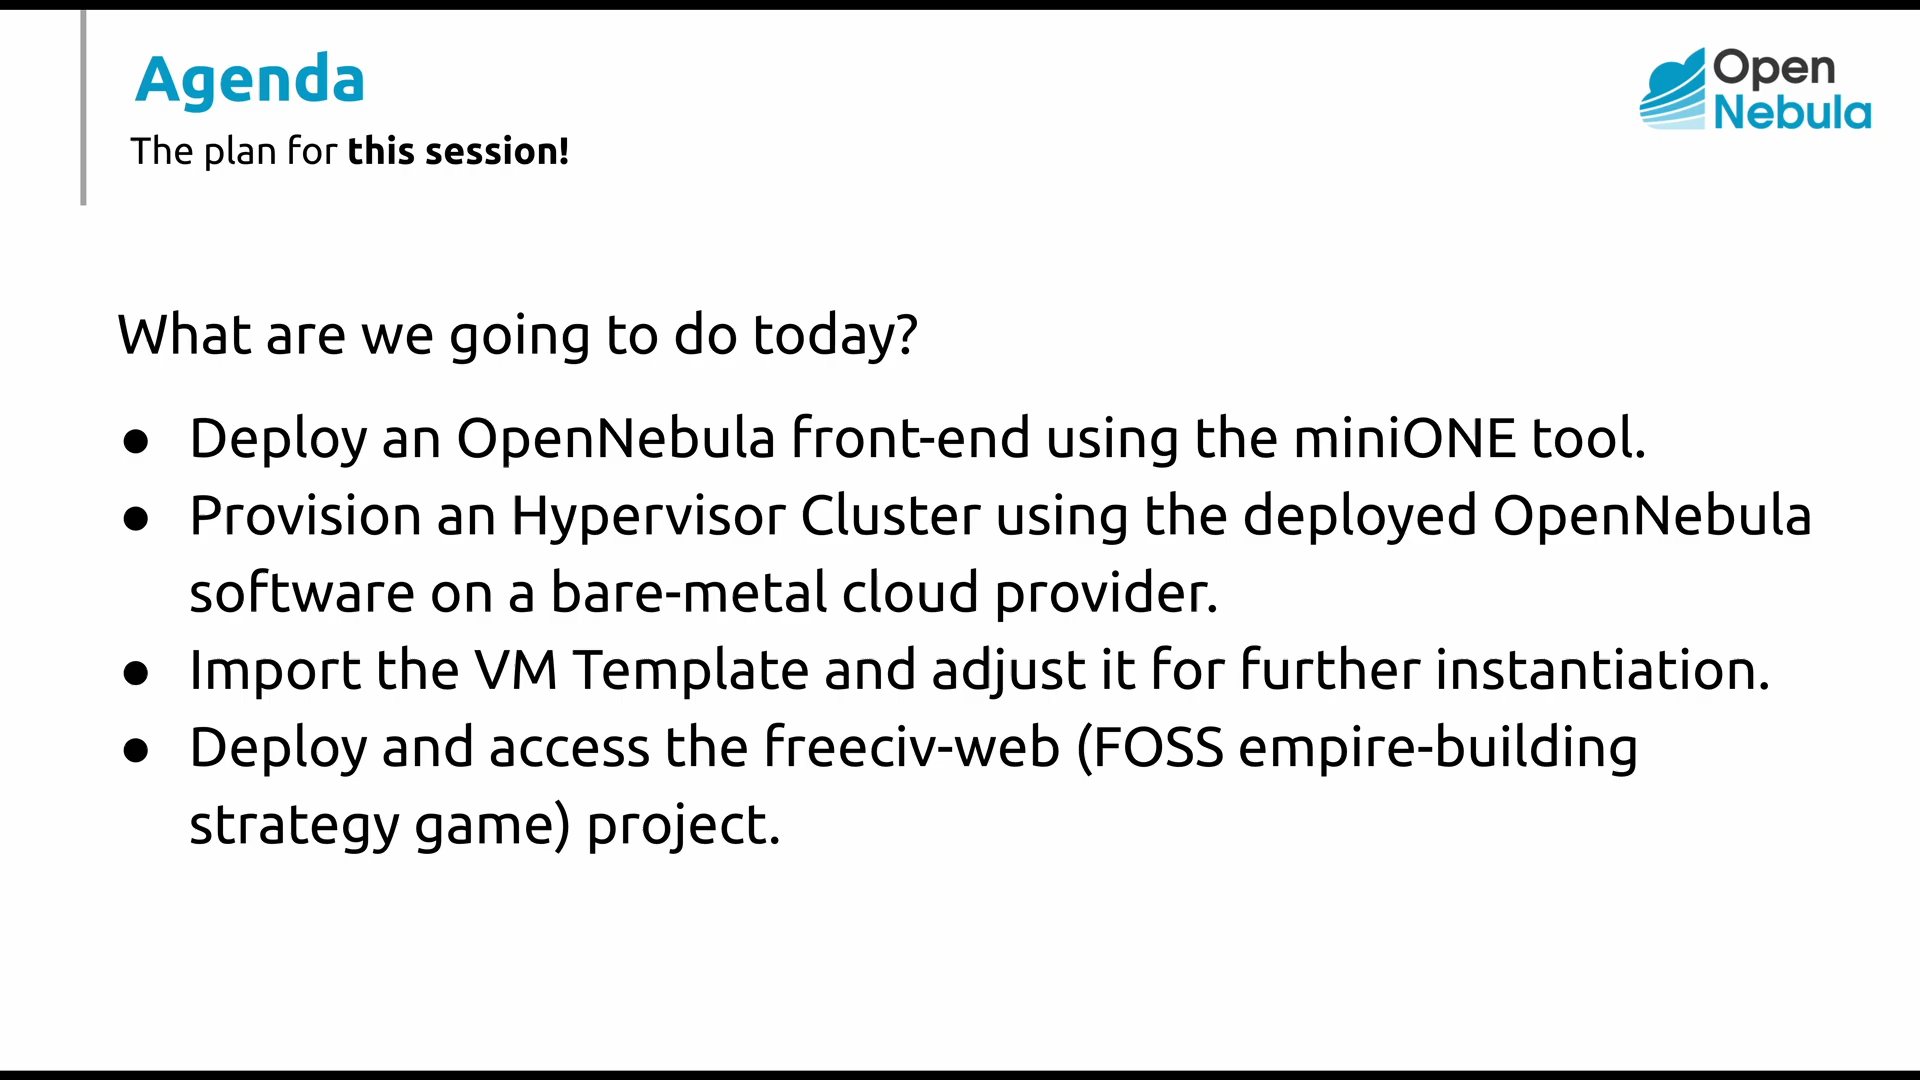 Agenda
The plan for this session!
Open
Nebula
What are we going to do today?
● Deploy an OpenNebula front-end using the miniONE tool.
● Provision an Hypervisor Cluster using the deployed OpenNebula
software on a bare-metal cloud provider.
● Import the VM Template and adjust it for further instantiation.
● Deploy and access the freeciv-web (FOSS empire-building
strategy game) project.